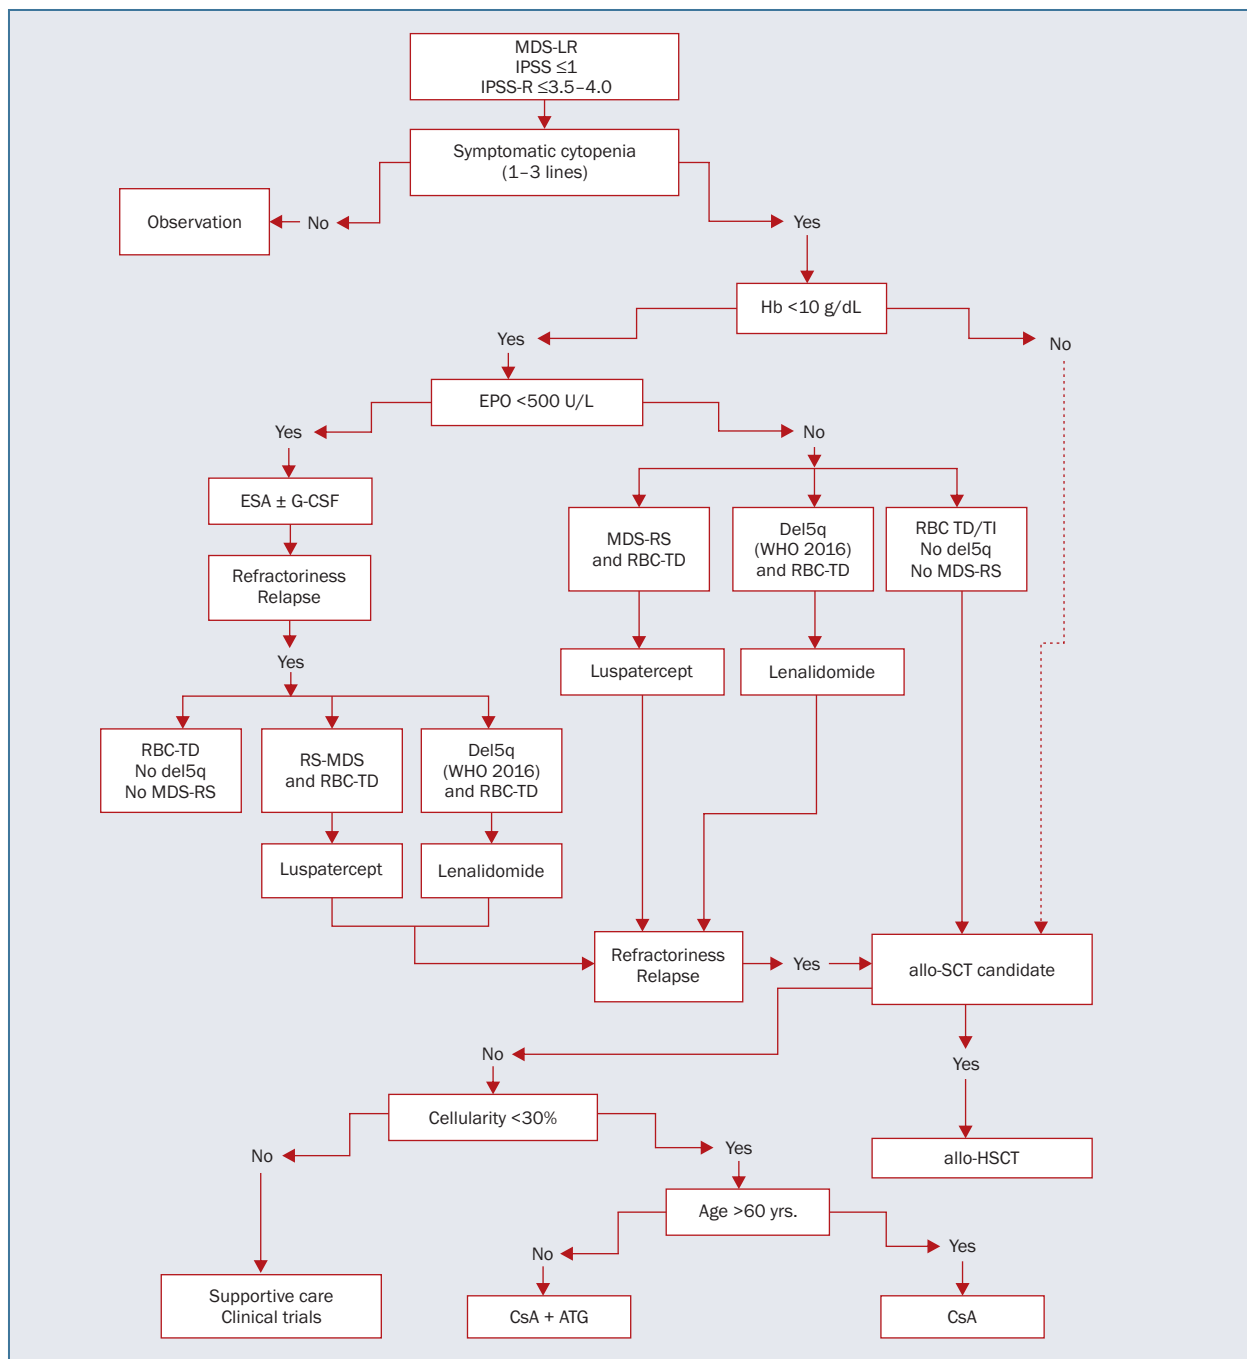 MDS-LR
IPSS ≤1
IPSS-R ≤3.5–4.0
Symptomatic cytopenia
(1–3 lines)
Observation
No
Yes
Hb <10 g/dL
Yes
No
EPO <500 U/L
Yes
No
ESA ± G-CSF
MDS-RS
and RBC-TD
Del5q
(WHO 2016)
and RBC-TD
RBC TD/TI
No del5q
No MDS-RS
Refractoriness
Relapse
Yes
Luspatercept
Lenalidomide
RBC-TD
No del5q
No MDS-RS
RS-MDS
and RBC-TD
Del5q
(WHO 2016)
and RBC-TD
Luspatercept
Lenalidomide
Refractoriness
Relapse
Yes
allo-SCT candidate
No
Yes
Cellularity <30%
allo-HSCT
No
Yes
Age >60 yrs.
No
Yes
Supportive care
Clinical trials
CsA + ATG
CsA